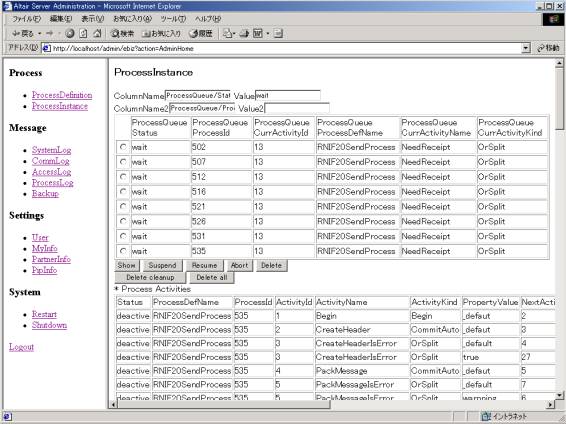 Altair Server Administration - Microsoft Internet Explorer
ファイル(F) 編集(E) 表示(V) お気に入り(A) ツール(T) ヘルプ(H)
戻る 検索 お気に入り 履歴
アドレス(D) http://localhost/admin/ebiz?action=AdminHome 移動
Process
ProcessDefinition
ProcessInstance
Message
SystemLog
CommLog
AccessLog
ProcessLog
Backup
Settings
User
MyInfo
PartnerInfo
PipInfo
System
Restart
Shutdown
Logout
ProcessInstance
ColumnName ProcessQueue/Stat Value wait
ColumnName2 ProcessQueue/Pro Value2
ProcessQueue Status ProcessQueue ProcessId ProcessQueue CurrActivityId ProcessQueue ProcessDefName ProcessQueue CurrActivityName ProcessQueue CurrActivityKind
wait 502 13 RNIF20SendProcess NeedReceipt OrSplit
wait 507 13 RNIF20SendProcess NeedReceipt OrSplit
wait 512 13 RNIF20SendProcess NeedReceipt OrSplit
wait 516 13 RNIF20SendProcess NeedReceipt OrSplit
wait 521 13 RNIF20SendProcess NeedReceipt OrSplit
wait 526 13 RNIF20SendProcess NeedReceipt OrSplit
wait 531 13 RNIF20SendProcess NeedReceipt OrSplit
wait 535 13 RNIF20SendProcess NeedReceipt OrSplit
Show Suspend Resume Abort Delete
Delete cleanup Delete all
* Process Activities
Status ProcessDefName ProcessId ActivityId ActivityName ActivityKind PropertyValue NextActi
deactive RNIF20SendProcess 535 1 Begin Begin _defaut 2
deactive RNIF20SendProcess 535 2 CreateHeader CommitAuto _default 3
deactive RNIF20SendProcess 535 3 CreateHeaderIsError OrSplit _default 4
deactive RNIF20SendProcess 535 3 CreateHeaderIsError OrSplit true 27
deactive RNIF20SendProcess 535 4 PackMessage CommitAuto _default 5
deactive RNIF20SendProcess 535 5 PackMessageIsError OrSplit _default 7
deactive RNIF20SendProcess 535 5 PackMessageIsError OrSplit warnning 6
イントラネット